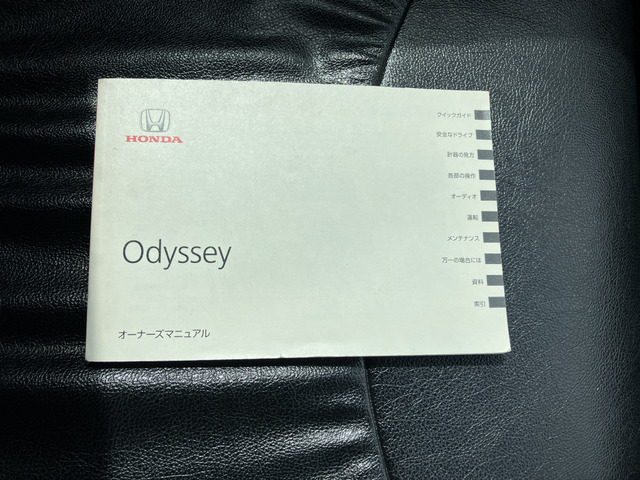 HONDA
Odyssey
オーナーズマニュアル
クイックガイド
安全なドライブ
計器の見方
各部の操作
オーディオ
運転
メンテナンス
万一の場合には
資料
索引